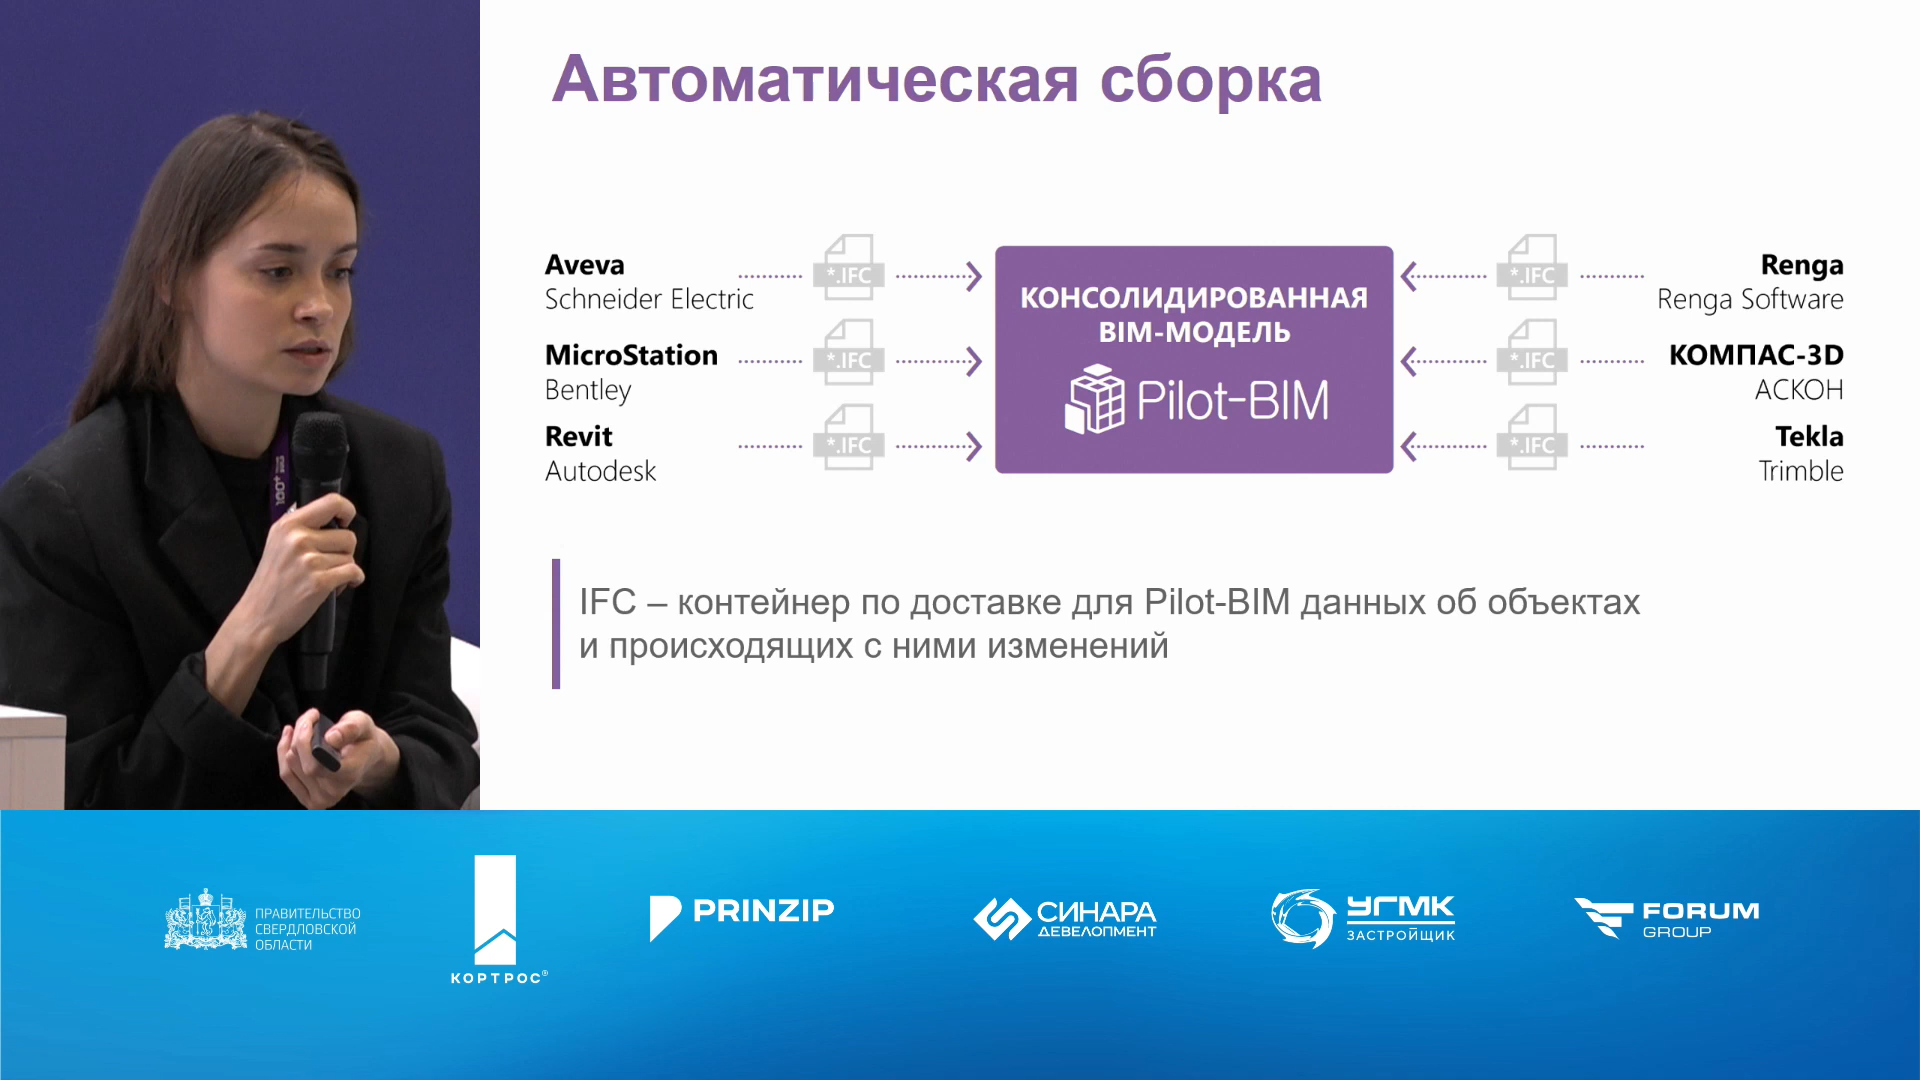 Автоматическая сборка
Aveva
Schneider Electric
MicroStation
Bentley
Revit
Autodesk
*.IFC
*.IFC
*.IFC
КОНСОЛИДИРОВАННАЯ
BIM-МОДЕЛЬ
Pilot-BIM
*.IFC
*.IFC
*.IFC
Renga
Renga Software
КОМПАС-3D
АСКОН
Tekla
Trimble
IFC – контейнер по доставке для Pilot-BIM данных об объектах
и происходящих с ними изменений
100+
ПРАВИТЕЛЬСТВО
СВЕРДЛОВСКОЙ
ОБЛАСТИ
КОРТРОС®
PRINZIP
СИНАРА
ДЕВЕЛОПМЕНТ
УГМК
ЗАСТРОЙЩИК
FORUM
GROUP